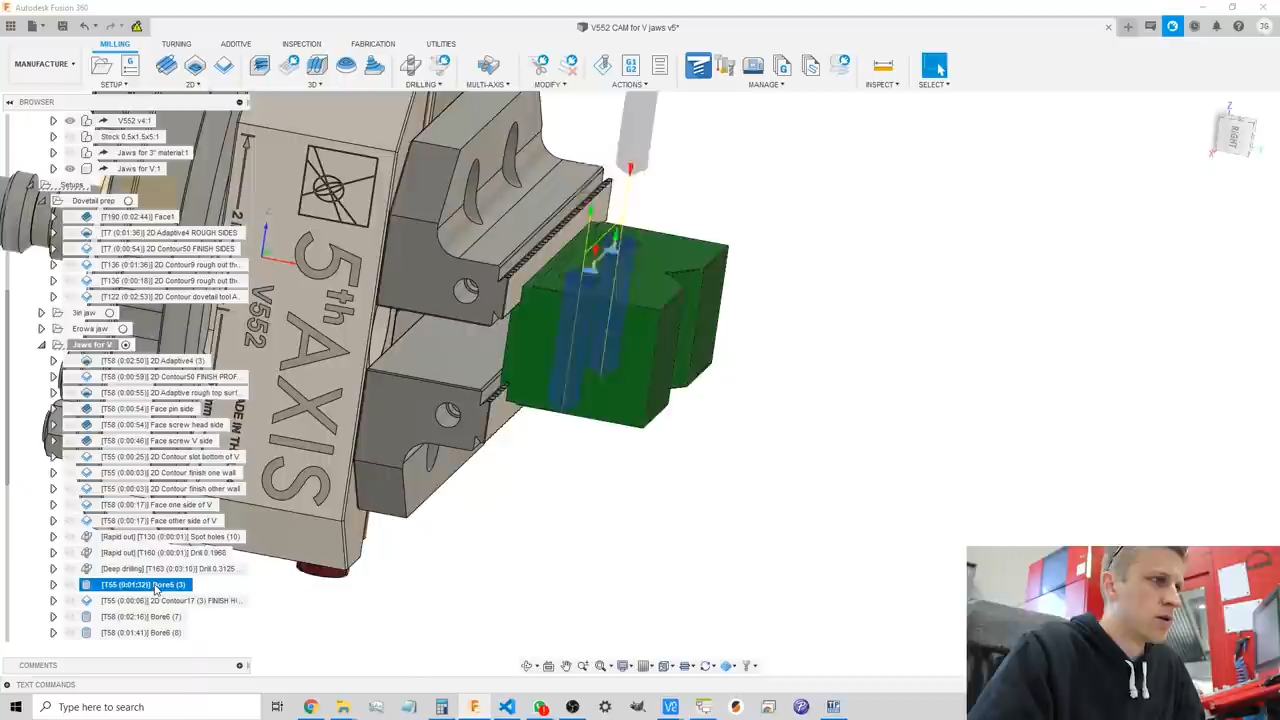 Autodesk Fusion 360
V552 CAM for V jaws v5*
JG
MANUFACTURE
MILLING TURNING ADDITIVE INSPECTION FABRICATION UTILITIES
SETUP 2D 3D DRILLING MULTI-AXIS MODIFY ACTIONS MANAGE INSPECT SELECT
G
G1
G2
BROWSER
V552 v4:1
Stock 0.5x1.5x5:1
Jaws for 3" material:1
Jaws for V:1
Setups
Dovetail prep
[T190 (0:02:44)] Face1
[T7 (0:01:36)] 2D Adaptive4 ROUGH SIDES
[T7 (0:00:54)] 2D Contour50 FINISH SIDES
[T136 (0:01:36)] 2D Contour9 rough out the...
[T136 (0:00:18)] 2D Contour9 rough out the...
[T122 (0:02:53)] 2D Contour dovetail tool A...
3in jaw
Erowa jaw
Jaws for V
[T58 (0:02:50)] 2D Adaptive4 (3)
[T58 (0:00:59)] 2D Contour50 FINISH PROF...
[T58 (0:00:55)] 2D Adaptive rough top surf...
[T58 (0:00:54)] Face pin side
[T58 (0:00:54)] Face screw head side
[T58 (0:00:46)] Face screw V side
[T55 (0:00:25)] 2D Contour slot bottom of V
[T55 (0:00:03)] 2D Contour finish one wall
[T55 (0:00:03)] 2D Contour finish other wall
[T58 (0:00:17)] Face one side of V
[T58 (0:00:17)] Face other side of V
[Rapid out] [T130 (0:00:01)] Spot holes (10)
[Rapid out] [T160 (0:00:01)] Drill 0.1968
[Deep drilling] [T163 (0:03:10)] Drill 0.3125 ...
[T55 (0:01:32)] Bore6 (3)
[T55 (0:00:06)] 2D Contour17 (3) FINISH H...
[T58 (0:02:16)] Bore6 (7)
[T58 (0:01:41)] Bore6 (8)
5th AXIS
V552
RIGHT
Z
COMMENTS
TEXT COMMANDS
Type here to search